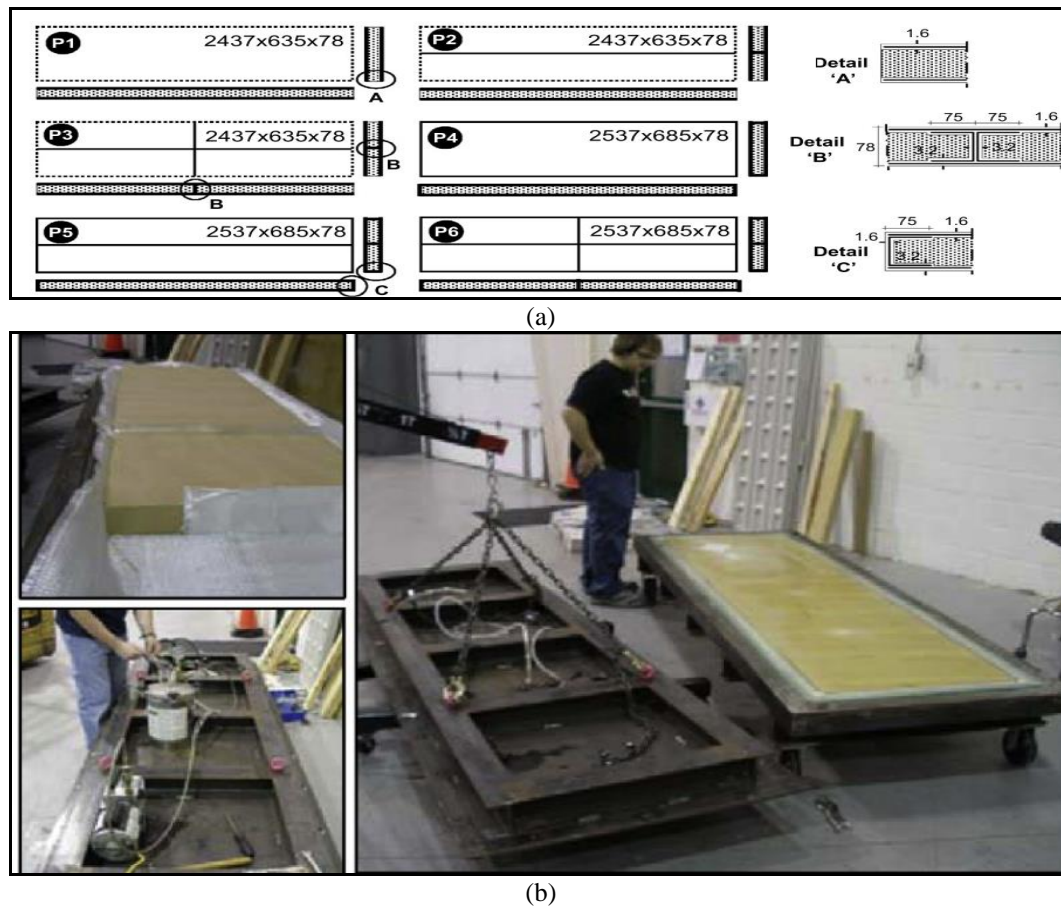 P1 2437x635x78
P2 2437x635x78
Detail 'A'
1.6
A
P3 2437x635x78
B
B
P4 2537x685x78
Detail 'B'
75 75 1.6
78
3.2 3.2
P5 2537x685x78
C
P6 2537x685x78
Detail 'C'
75 1.6
1.6
3.2
(a)
(b)